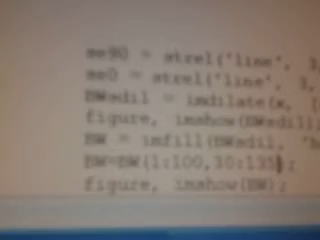 se90 = strel('line', 3,
se0 = strel('line', 3,
BWsdil = imdilate(x, [
figure, imshow(BWsdil);
BW = imfill(BWsdil, 'h
BW=BW(1:100,30:135);
figure, imshow(BW);